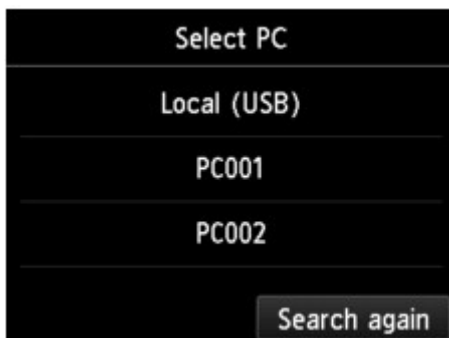 Select PC
Local (USB)
PC001
PC002
Search again